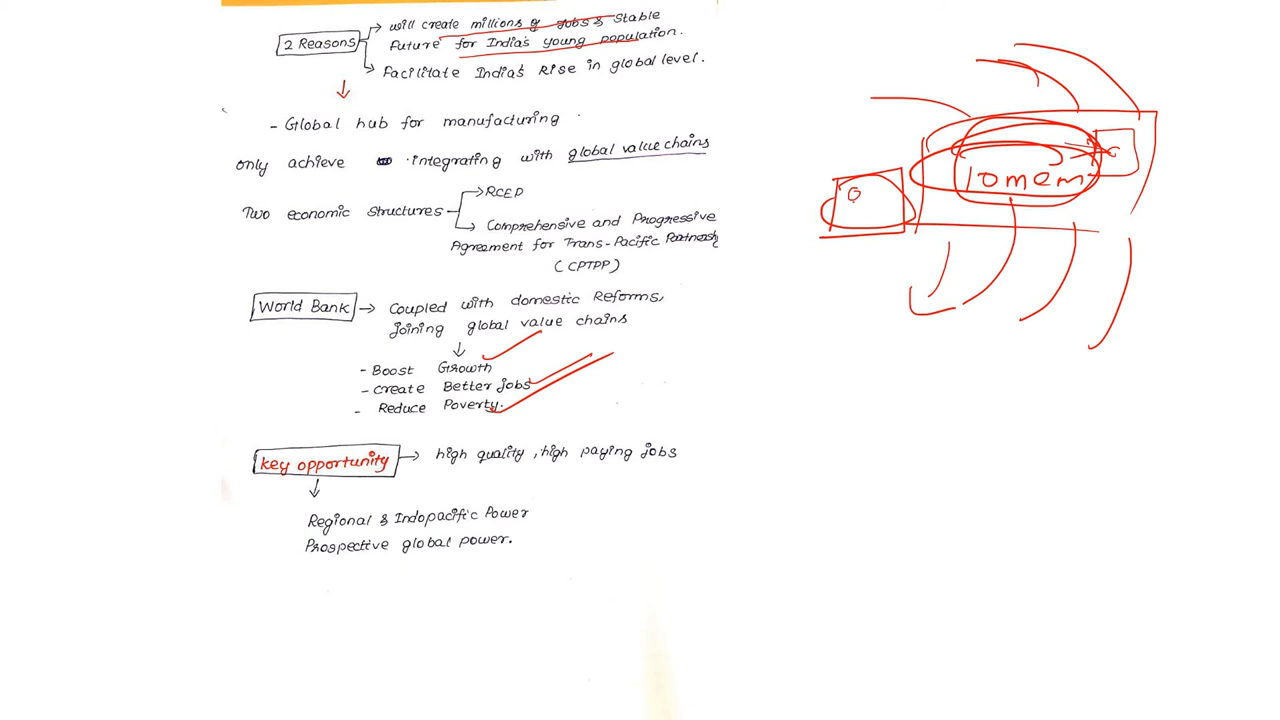 will create millions of jobs & Stable
2 Reasons
Future for India's young population.
Facilitate India's Rise in global level.
- Global hub for manufacturing
only achieve integrating with global value chains
Two economic structures
RCEP
Comprehensive and Progressive
Agreement for Trans-Pacific Partnership
(CPTPP)
World Bank
Coupled with domestic Reforms,
joining global value chains
- Boost Growth
- create Better jobs
- Reduce Poverty.
key opportunity
high quality, high paying jobs
Regional & Indopacific Power
Prospective global power.
10mem